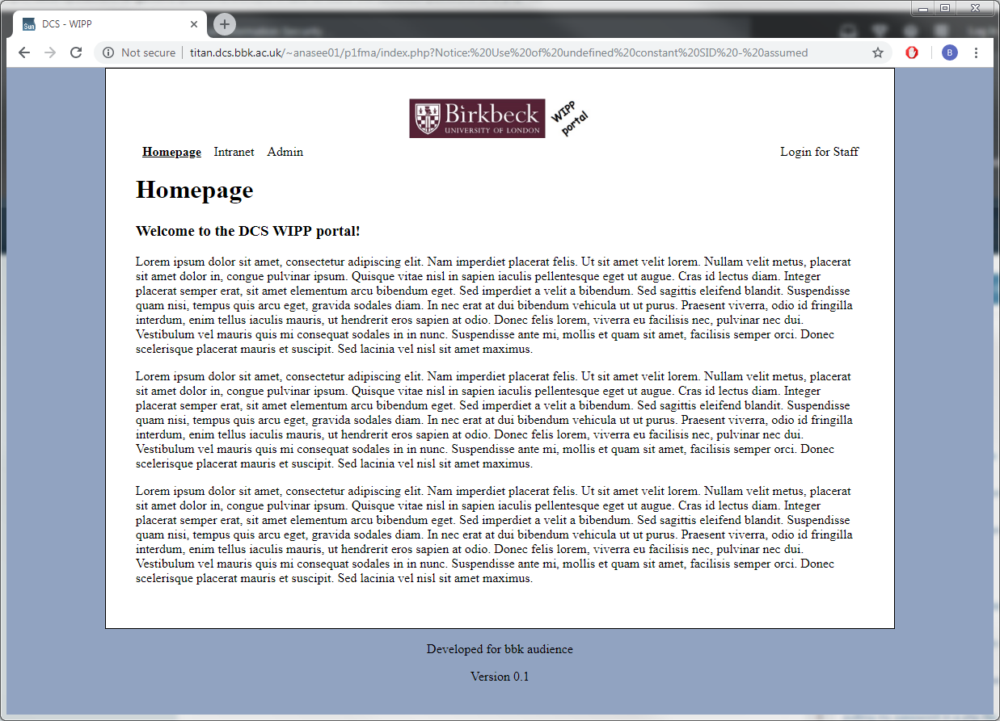 DCS - WIPP
Not secure titan.dcs.bbk.ac.uk/~anasee01/p1fma/index.php?Notice:%20Use%20of%20undefined%20constant%20SID%20-%20assumed
B
Birkbeck
UNIVERSITY OF LONDON
WIPP
portal
Homepage Intranet Admin Login for Staff
Homepage
Welcome to the DCS WIPP portal!
Lorem ipsum dolor sit amet, consectetur adipiscing elit. Nam imperdiet placerat felis. Ut sit amet velit lorem. Nullam velit metus, placerat
sit amet dolor in, congue pulvinar ipsum. Quisque vitae nisl in sapien iaculis pellentesque eget ut augue. Cras id lectus diam. Integer
placerat semper erat, sit amet elementum arcu bibendum eget. Sed imperdiet a velit a bibendum. Sed sagittis eleifend blandit. Suspendisse
quam nisi, tempus quis arcu eget, gravida sodales diam. In nec erat at dui bibendum vehicula ut ut purus. Praesent viverra, odio id fringilla
interdum, enim tellus iaculis mauris, ut hendrerit eros sapien at odio. Donec felis lorem, viverra eu facilisis nec, pulvinar nec dui.
Vestibulum vel mauris quis mi consequat sodales in in nunc. Suspendisse ante mi, mollis et quam sit amet, facilisis semper orci. Donec
scelerisque placerat mauris et suscipit. Sed lacinia vel nisl sit amet maximus.
Lorem ipsum dolor sit amet, consectetur adipiscing elit. Nam imperdiet placerat felis. Ut sit amet velit lorem. Nullam velit metus, placerat
sit amet dolor in, congue pulvinar ipsum. Quisque vitae nisl in sapien iaculis pellentesque eget ut augue. Cras id lectus diam. Integer
placerat semper erat, sit amet elementum arcu bibendum eget. Sed imperdiet a velit a bibendum. Sed sagittis eleifend blandit. Suspendisse
quam nisi, tempus quis arcu eget, gravida sodales diam. In nec erat at dui bibendum vehicula ut ut purus. Praesent viverra, odio id fringilla
interdum, enim tellus iaculis mauris, ut hendrerit eros sapien at odio. Donec felis lorem, viverra eu facilisis nec, pulvinar nec dui.
Vestibulum vel mauris quis mi consequat sodales in in nunc. Suspendisse ante mi, mollis et quam sit amet, facilisis semper orci. Donec
scelerisque placerat mauris et suscipit. Sed lacinia vel nisl sit amet maximus.
Lorem ipsum dolor sit amet, consectetur adipiscing elit. Nam imperdiet placerat felis. Ut sit amet velit lorem. Nullam velit metus, placerat
sit amet dolor in, congue pulvinar ipsum. Quisque vitae nisl in sapien iaculis pellentesque eget ut augue. Cras id lectus diam. Integer
placerat semper erat, sit amet elementum arcu bibendum eget. Sed imperdiet a velit a bibendum. Sed sagittis eleifend blandit. Suspendisse
quam nisi, tempus quis arcu eget, gravida sodales diam. In nec erat at dui bibendum vehicula ut ut purus. Praesent viverra, odio id fringilla
interdum, enim tellus iaculis mauris, ut hendrerit eros sapien at odio. Donec felis lorem, viverra eu facilisis nec, pulvinar nec dui.
Vestibulum vel mauris quis mi consequat sodales in in nunc. Suspendisse ante mi, mollis et quam sit amet, facilisis semper orci. Donec
scelerisque placerat mauris et suscipit. Sed lacinia vel nisl sit amet maximus.
Developed for bbk audience
Version 0.1